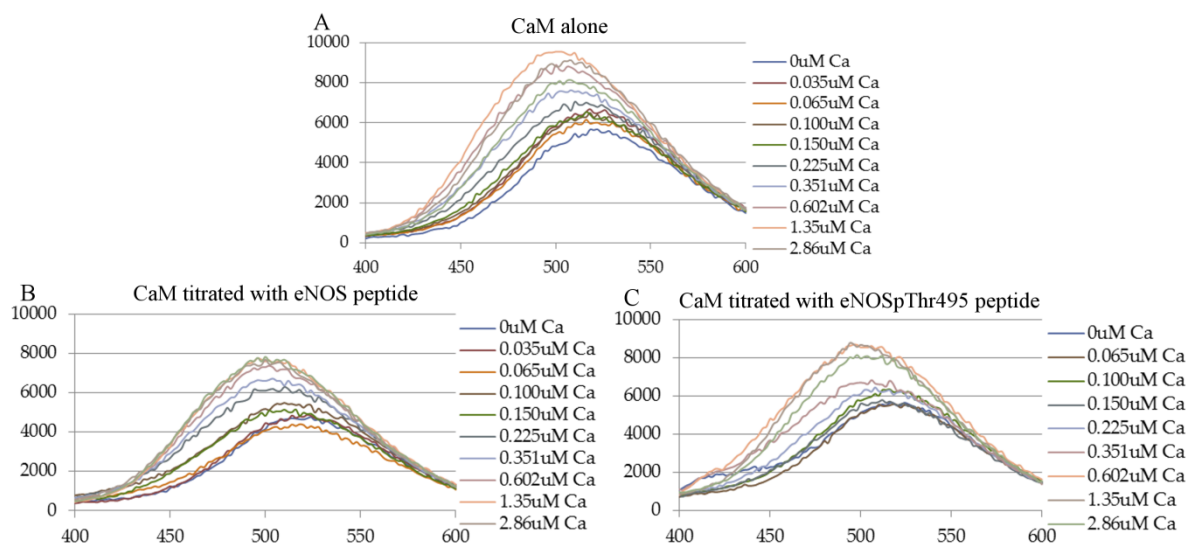 A
CaM alone
10000
8000
6000
4000
2000
0
400 450 500 550 600
0uM Ca
0.035uM Ca
0.065uM Ca
0.100uM Ca
0.150uM Ca
0.225uM Ca
0.351uM Ca
0.602uM Ca
1.35uM Ca
2.86uM Ca
B
CaM titrated with eNOS peptide
10000
8000
6000
4000
2000
0
400 450 500 550 600
0uM Ca
0.035uM Ca
0.065uM Ca
0.100uM Ca
0.150uM Ca
0.225uM Ca
0.351uM Ca
0.602uM Ca
1.35uM Ca
2.86uM Ca
C
CaM titrated with eNOSpThr495 peptide
10000
8000
6000
4000
2000
0
400 450 500 550 600
0uM Ca
0.065uM Ca
0.100uM Ca
0.150uM Ca
0.225uM Ca
0.351uM Ca
0.602uM Ca
1.35uM Ca
2.86uM Ca